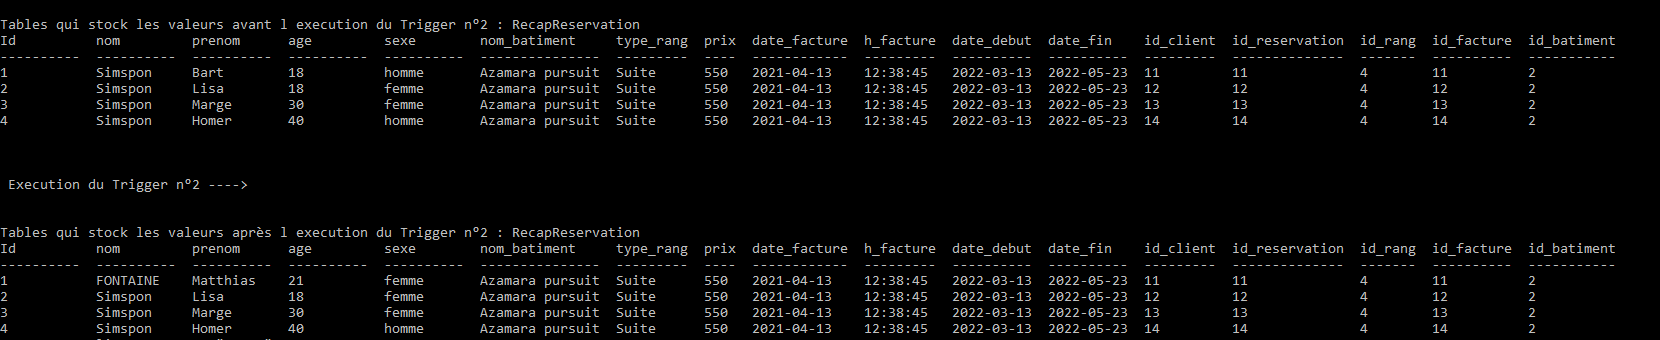 Tables qui stock les valeurs avant l execution du Trigger n°2 : RecapReservation
Id          nom         prenom      age         sexe        nom_batiment     type_rang  prix  date_facture  h_facture  date_debut  date_fin    id_client  id_reservation  id_rang  id_facture  id_batiment
----------  ----------  ----------  ----------  ----------  ---------------  ---------  ----  ------------  ---------  ----------  ----------  ---------  --------------  -------  ----------  -----------
1           Simspon     Bart        18          homme       Azamara pursuit  Suite      550   2021-04-13    12:38:45   2022-03-13  2022-05-23  11         11              4        11          2
2           Simspon     Lisa        18          femme       Azamara pursuit  Suite      550   2021-04-13    12:38:45   2022-03-13  2022-05-23  12         12              4        12          2
3           Simspon     Marge       30          femme       Azamara pursuit  Suite      550   2021-04-13    12:38:45   2022-03-13  2022-05-23  13         13              4        13          2
4           Simspon     Homer       40          homme       Azamara pursuit  Suite      550   2021-04-13    12:38:45   2022-03-13  2022-05-23  14         14              4        14          2
Execution du Trigger n°2 ---->
Tables qui stock les valeurs après l execution du Trigger n°2 : RecapReservation
Id          nom         prenom      age         sexe        nom_batiment     type_rang  prix  date_facture  h_facture  date_debut  date_fin    id_client  id_reservation  id_rang  id_facture  id_batiment
----------  ----------  ----------  ----------  ----------  ---------------  ---------  ----  ------------  ---------  ----------  ----------  ---------  --------------  -------  ----------  -----------
1           FONTAINE    Matthias    21          femme       Azamara pursuit  Suite      550   2021-04-13    12:38:45   2022-03-13  2022-05-23  11         11              4        11          2
2           Simspon     Lisa        18          femme       Azamara pursuit  Suite      550   2021-04-13    12:38:45   2022-03-13  2022-05-23  12         12              4        12          2
3           Simspon     Marge       30          femme       Azamara pursuit  Suite      550   2021-04-13    12:38:45   2022-03-13  2022-05-23  13         13              4        13          2
4           Simspon     Homer       40          homme       Azamara pursuit  Suite      550   2021-04-13    12:38:45   2022-03-13  2022-05-23  14         14              4        14          2